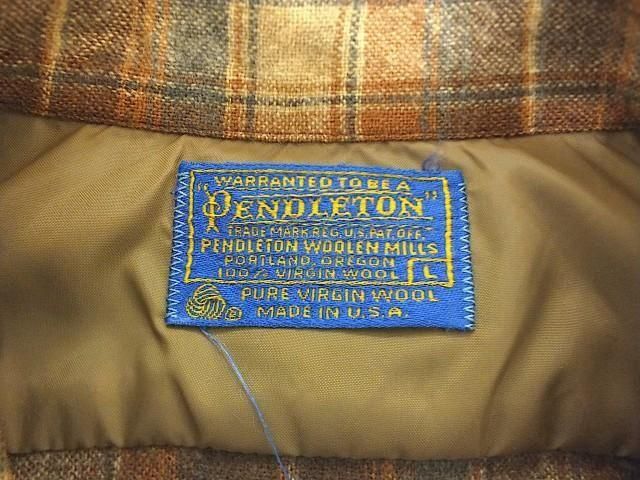 WARRANTED TO BE A
"PENDLETON"
TRADE MARK REG. U.S. PAT. OFF.
PENDLETON WOOLEN MILLS
PORTLAND, OREGON
100% VIRGIN WOOL L
PURE VIRGIN WOOL
MADE IN U.S.A.